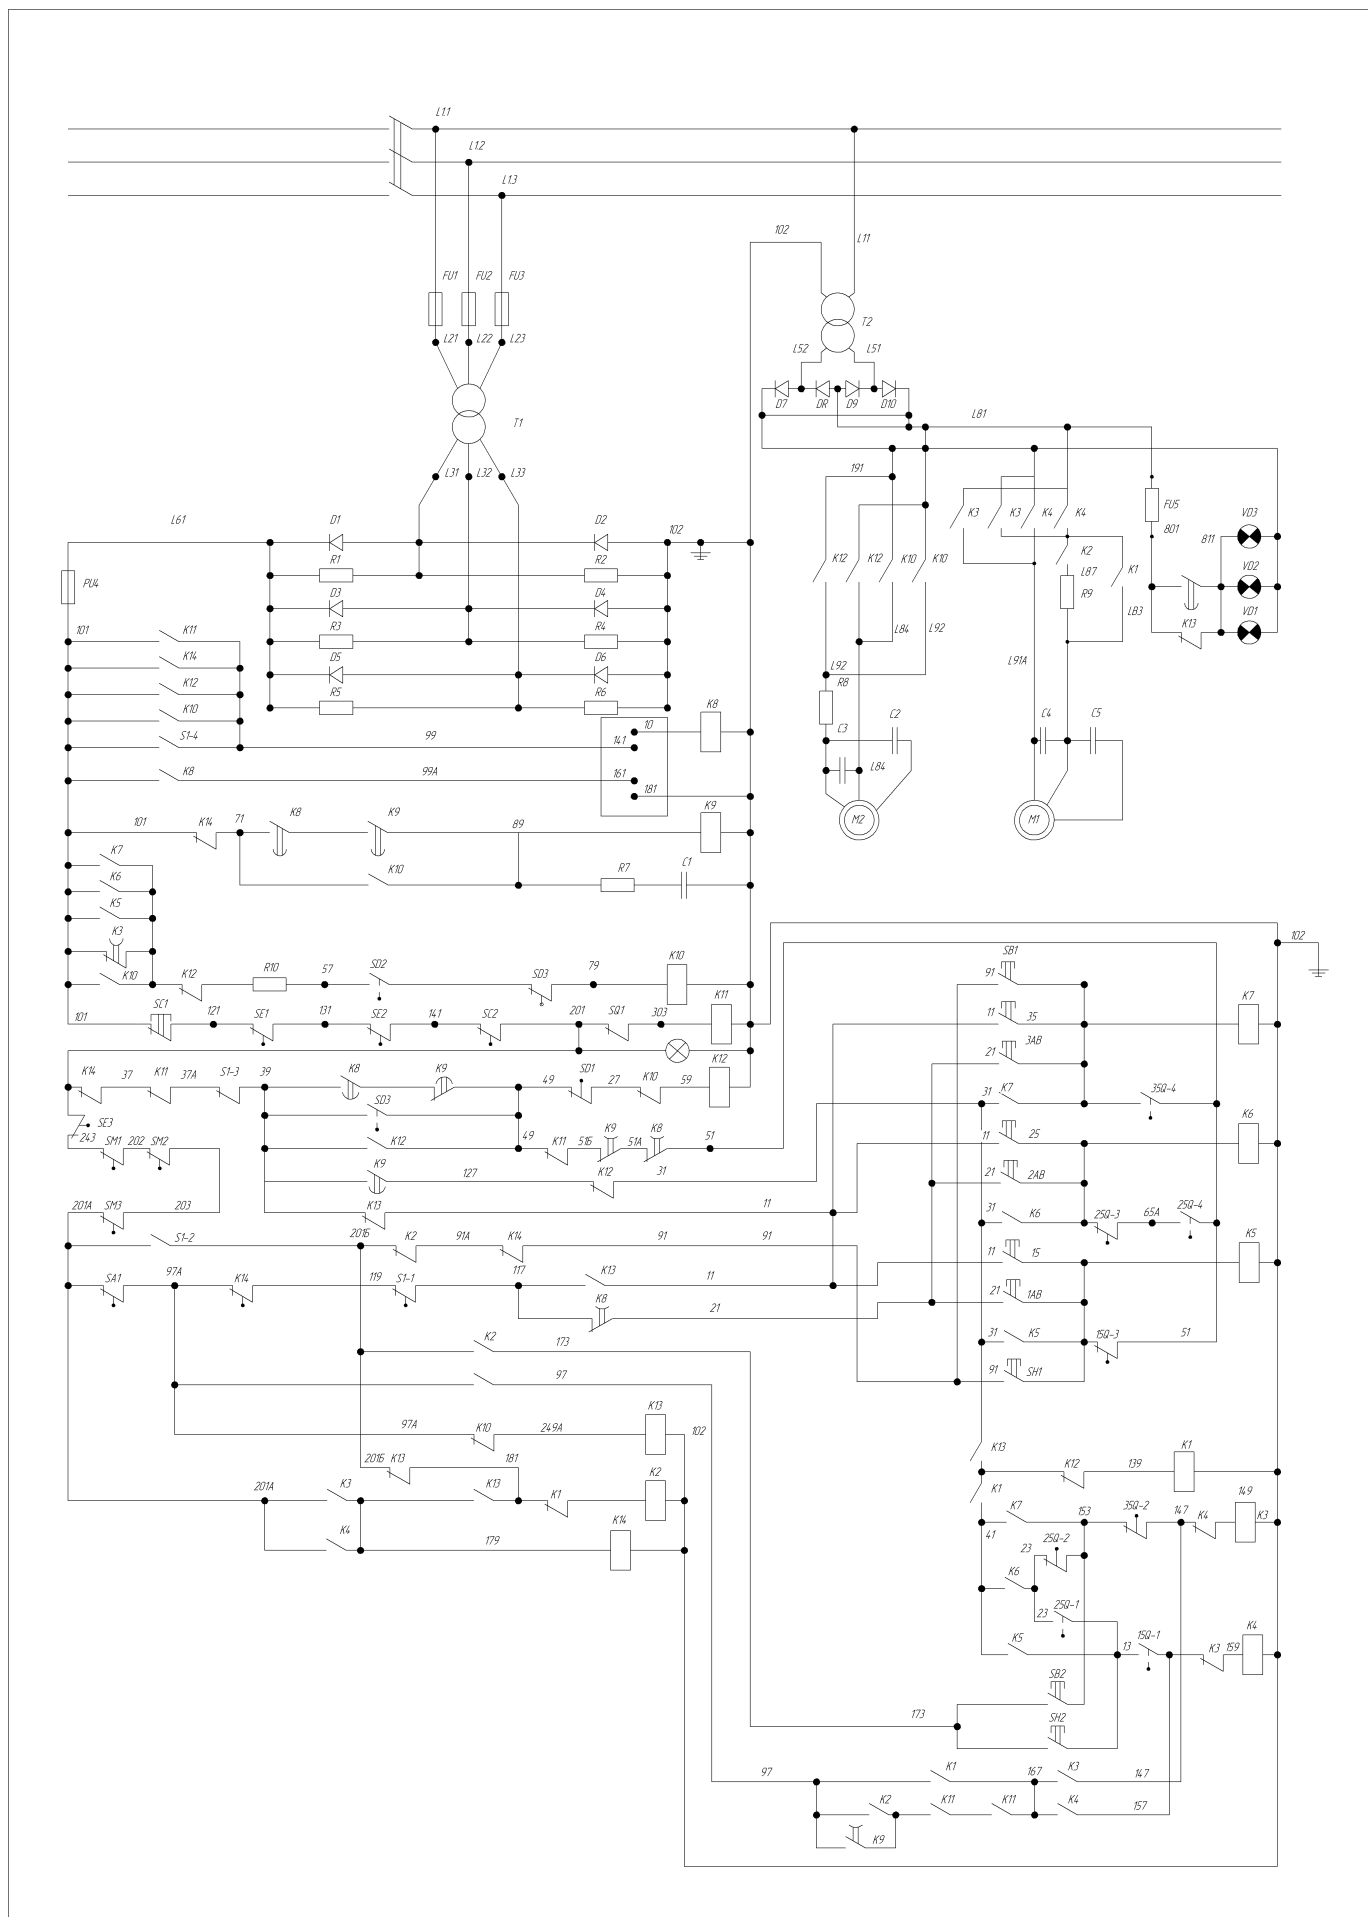 L1.1
L1.2
L1.3
102
L11
FU1 FU2 FU3
T2
L21 L22 L23
L52 L51
D7 DR D9 D10
L81
T1
L31 L32 L33
191
K3 K3 K4 K4 FU5 VD3
L61 D1 D2 102
801 811
R1 R2
K12 K12 K10 K10 K2 K1 VD2
PU4
L87
R9
D3 D4
LB3 VD1
101 K11 R3 R4 L84 L92 K13
K14 D5 D6 L92 L91A
K12 R5 R6 R8
K10
S1-4 99 10 K8 C3 C2 C4 C5
141
K8 99A 161 L84
181
101 K14 71 K8 K9 89 K9 M2 M1
K7
K6 K10 R7 C1
K5
K3
102
K10 K12 R10 57 SD2 SD3 79 K10 91 SB1
SC1 K11 K7
101 121 SE1 131 SE2 141 SC2 201 SQ1 303 11 35
21 3AB
K14 37 K11 37A S1-3 39 K8 K9 49 SD1 27 K10 59 K12
SE3 SD3 31 K7 35Q-4
243 SM1 202 SM2 K12 49 K11 51Б K9 51A K8 51 11 25 K6
K9 127 K12 31 21 2AB
201A SM3 203 K13 11 31 K6 25Q-3 65A 25Q-4
S1-2 201Б K2 91A K14 91 91 11 15 K5
SA1 97A K14 119 S1-1 117 K13 11
K8 21 21 1AB
K2 173 31 K5 15Q-3 51
97 91 SH1
97A K10 249A K13 102 K13
201Б K13 181 K12 139 K1
201A K3 K13 K1 K2 K1
K4 179 K14 K7 153 35Q-2 147 K4 149 K3
41
23 25Q-2
K6
23 25Q-1
K5 13 15Q-1 K3 159 K4
SB2
173 SH2
97 K1 167 K3 147
K2 K11 K11 K4 157
K9